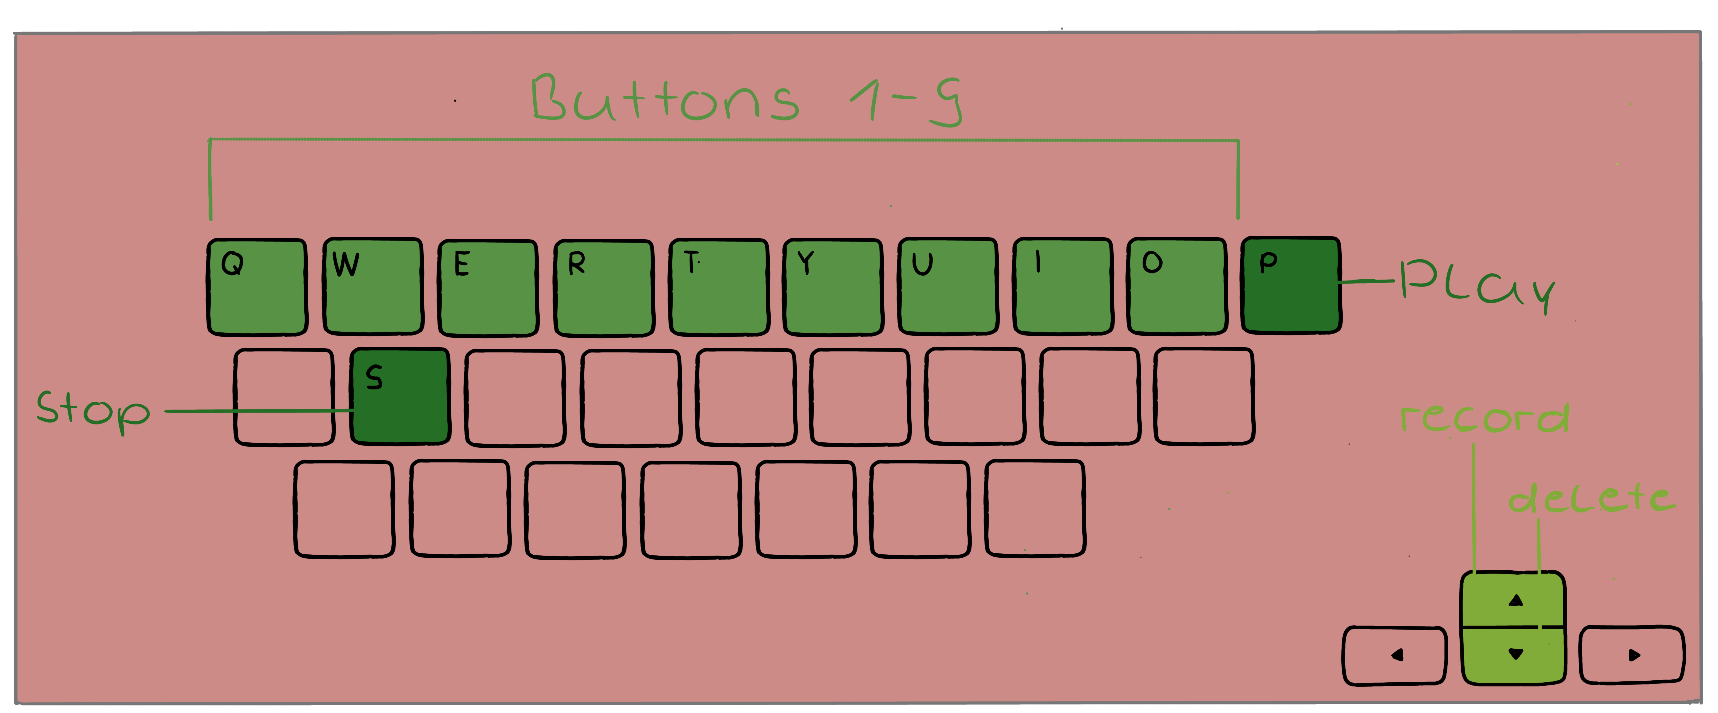 Buttons 1-9
Q W E R T Y U I O P
Play
S
Stop
record
delete